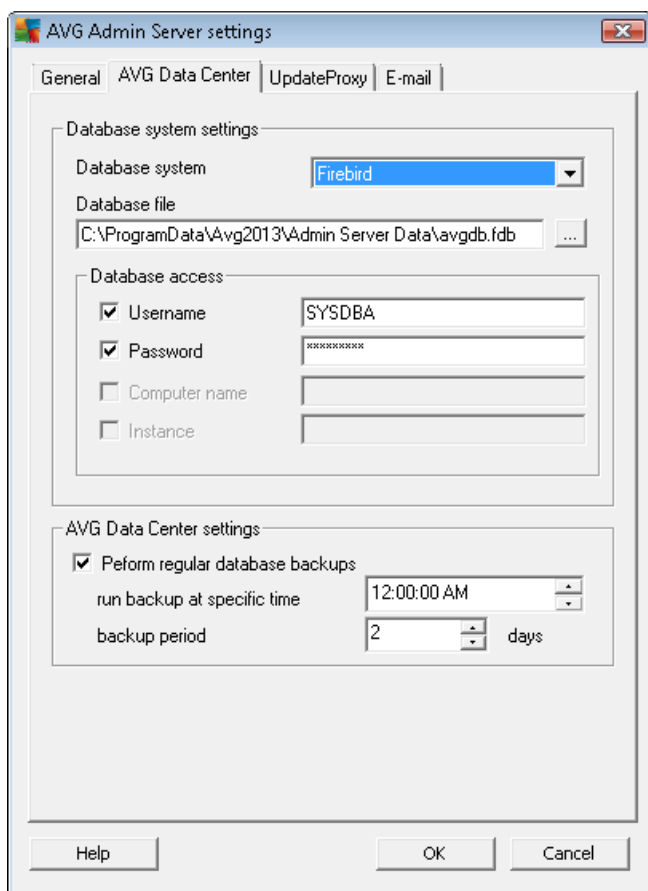 AVG Admin Server settings
General AVG Data Center UpdateProxy E-mail
Database system settings
Database system Firebird
Database file
C:\ProgramData\Avg2013\Admin Server Data\avgdb.fdb ...
Database access
Username SYSDBA
Password *********
Computer name
Instance
AVG Data Center settings
Peform regular database backups
run backup at specific time 12:00:00 AM
backup period 2 days
Help OK Cancel